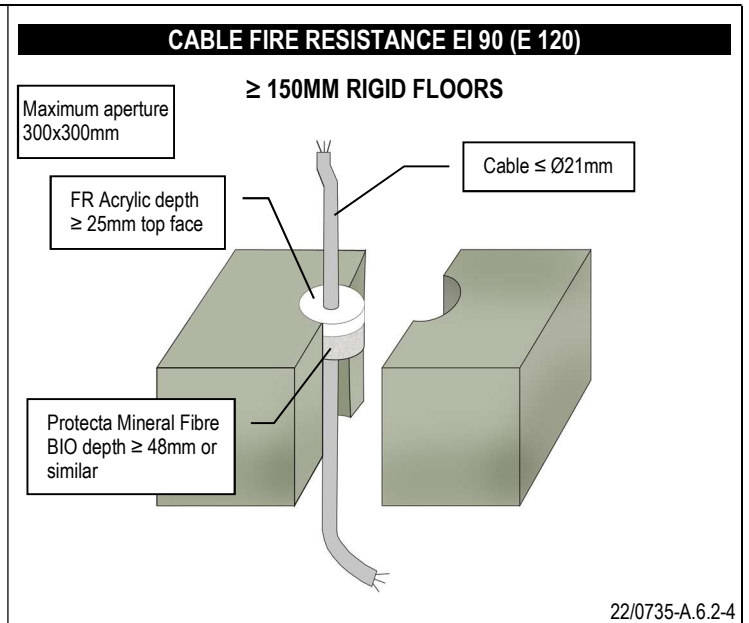 CABLE FIRE RESISTANCE EI 90 (E 120)
≥ 150MM RIGID FLOORS
Maximum aperture
300x300mm
Cable ≤ Ø21mm
FR Acrylic depth
≥ 25mm top face
Protecta Mineral Fibre
BIO depth ≥ 48mm or
similar
22/0735-A.6.2-4